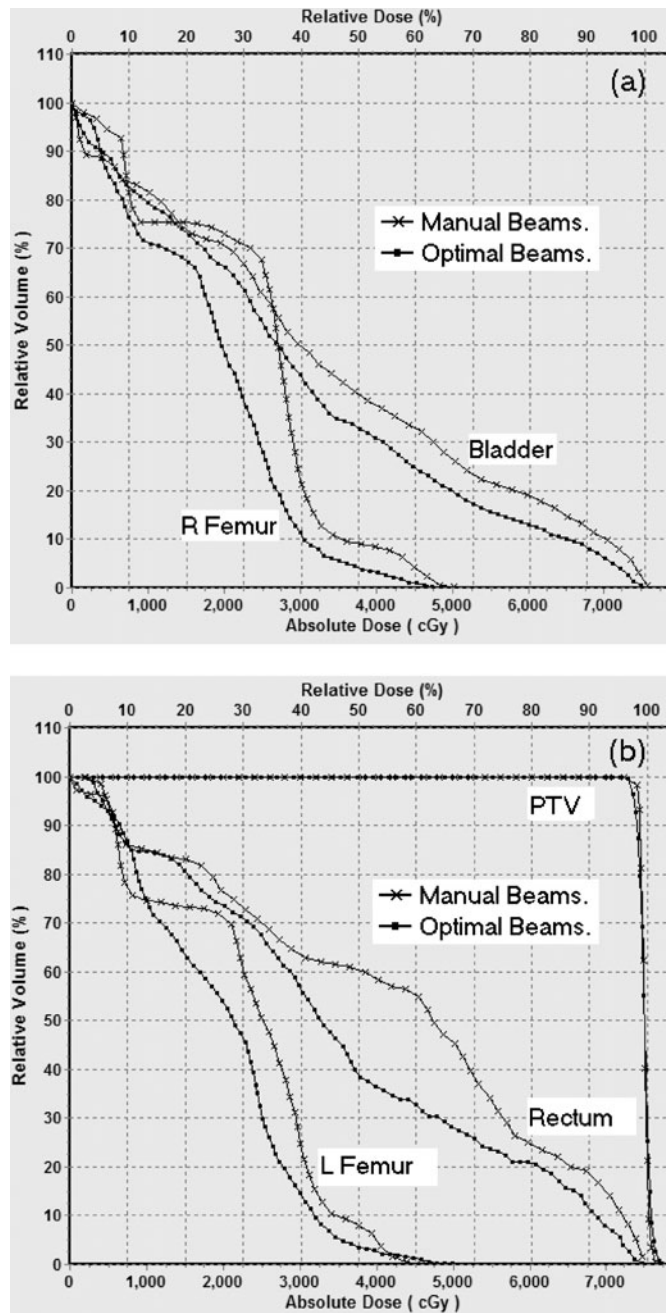 Relative Dose (%)
0 10 20 30 40 50 60 70 80 90 100
110
100
90
80
70
60
50
40
30
20
10
0
Relative Volume (%)
(a)
Manual Beams.
Optimal Beams.
Bladder
R Femur
0 1,000 2,000 3,000 4,000 5,000 6,000 7,000
Absolute Dose ( cGy )
Relative Dose (%)
0 10 20 30 40 50 60 70 80 90 100
110
100
90
80
70
60
50
40
30
20
10
0
Relative Volume (%)
(b)
PTV
Manual Beams.
Optimal Beams.
Rectum
L Femur
0 1,000 2,000 3,000 4,000 5,000 6,000 7,000
Absolute Dose ( cGy )